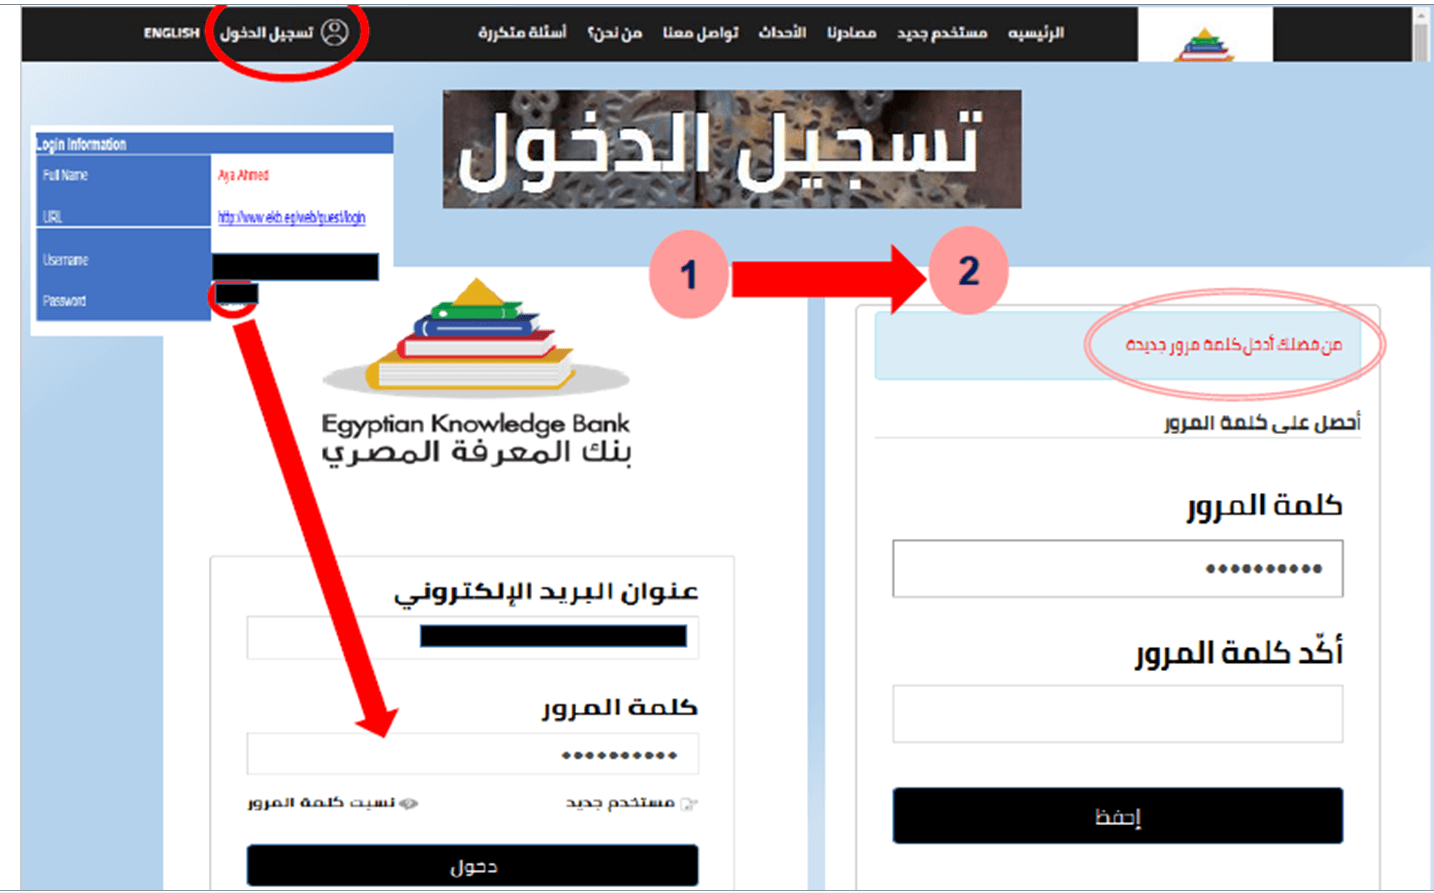 الرئيسيه مستخدم جديد مصادرنا الأحداث تواصل معنا من نحن؟ أسئلة متكررة تسجيل الدخول ENGLISH
تسجيل الدخول
Login Information
Full Name Aya Ahmed
URL http://www.ekb.eg/web/guest/login
Username
Password
1 2
Egyptian Knowledge Bank
بنك المعرفة المصري
عنوان البريد الإلكتروني
كلمة المرور
••••••••••
مستخدم جديد نسيت كلمة المرور
دخول
من فضلك أدخل كلمة مرور جديدة
أحصل على كلمة المرور
كلمة المرور
••••••••••
أكّد كلمة المرور
إحفظ